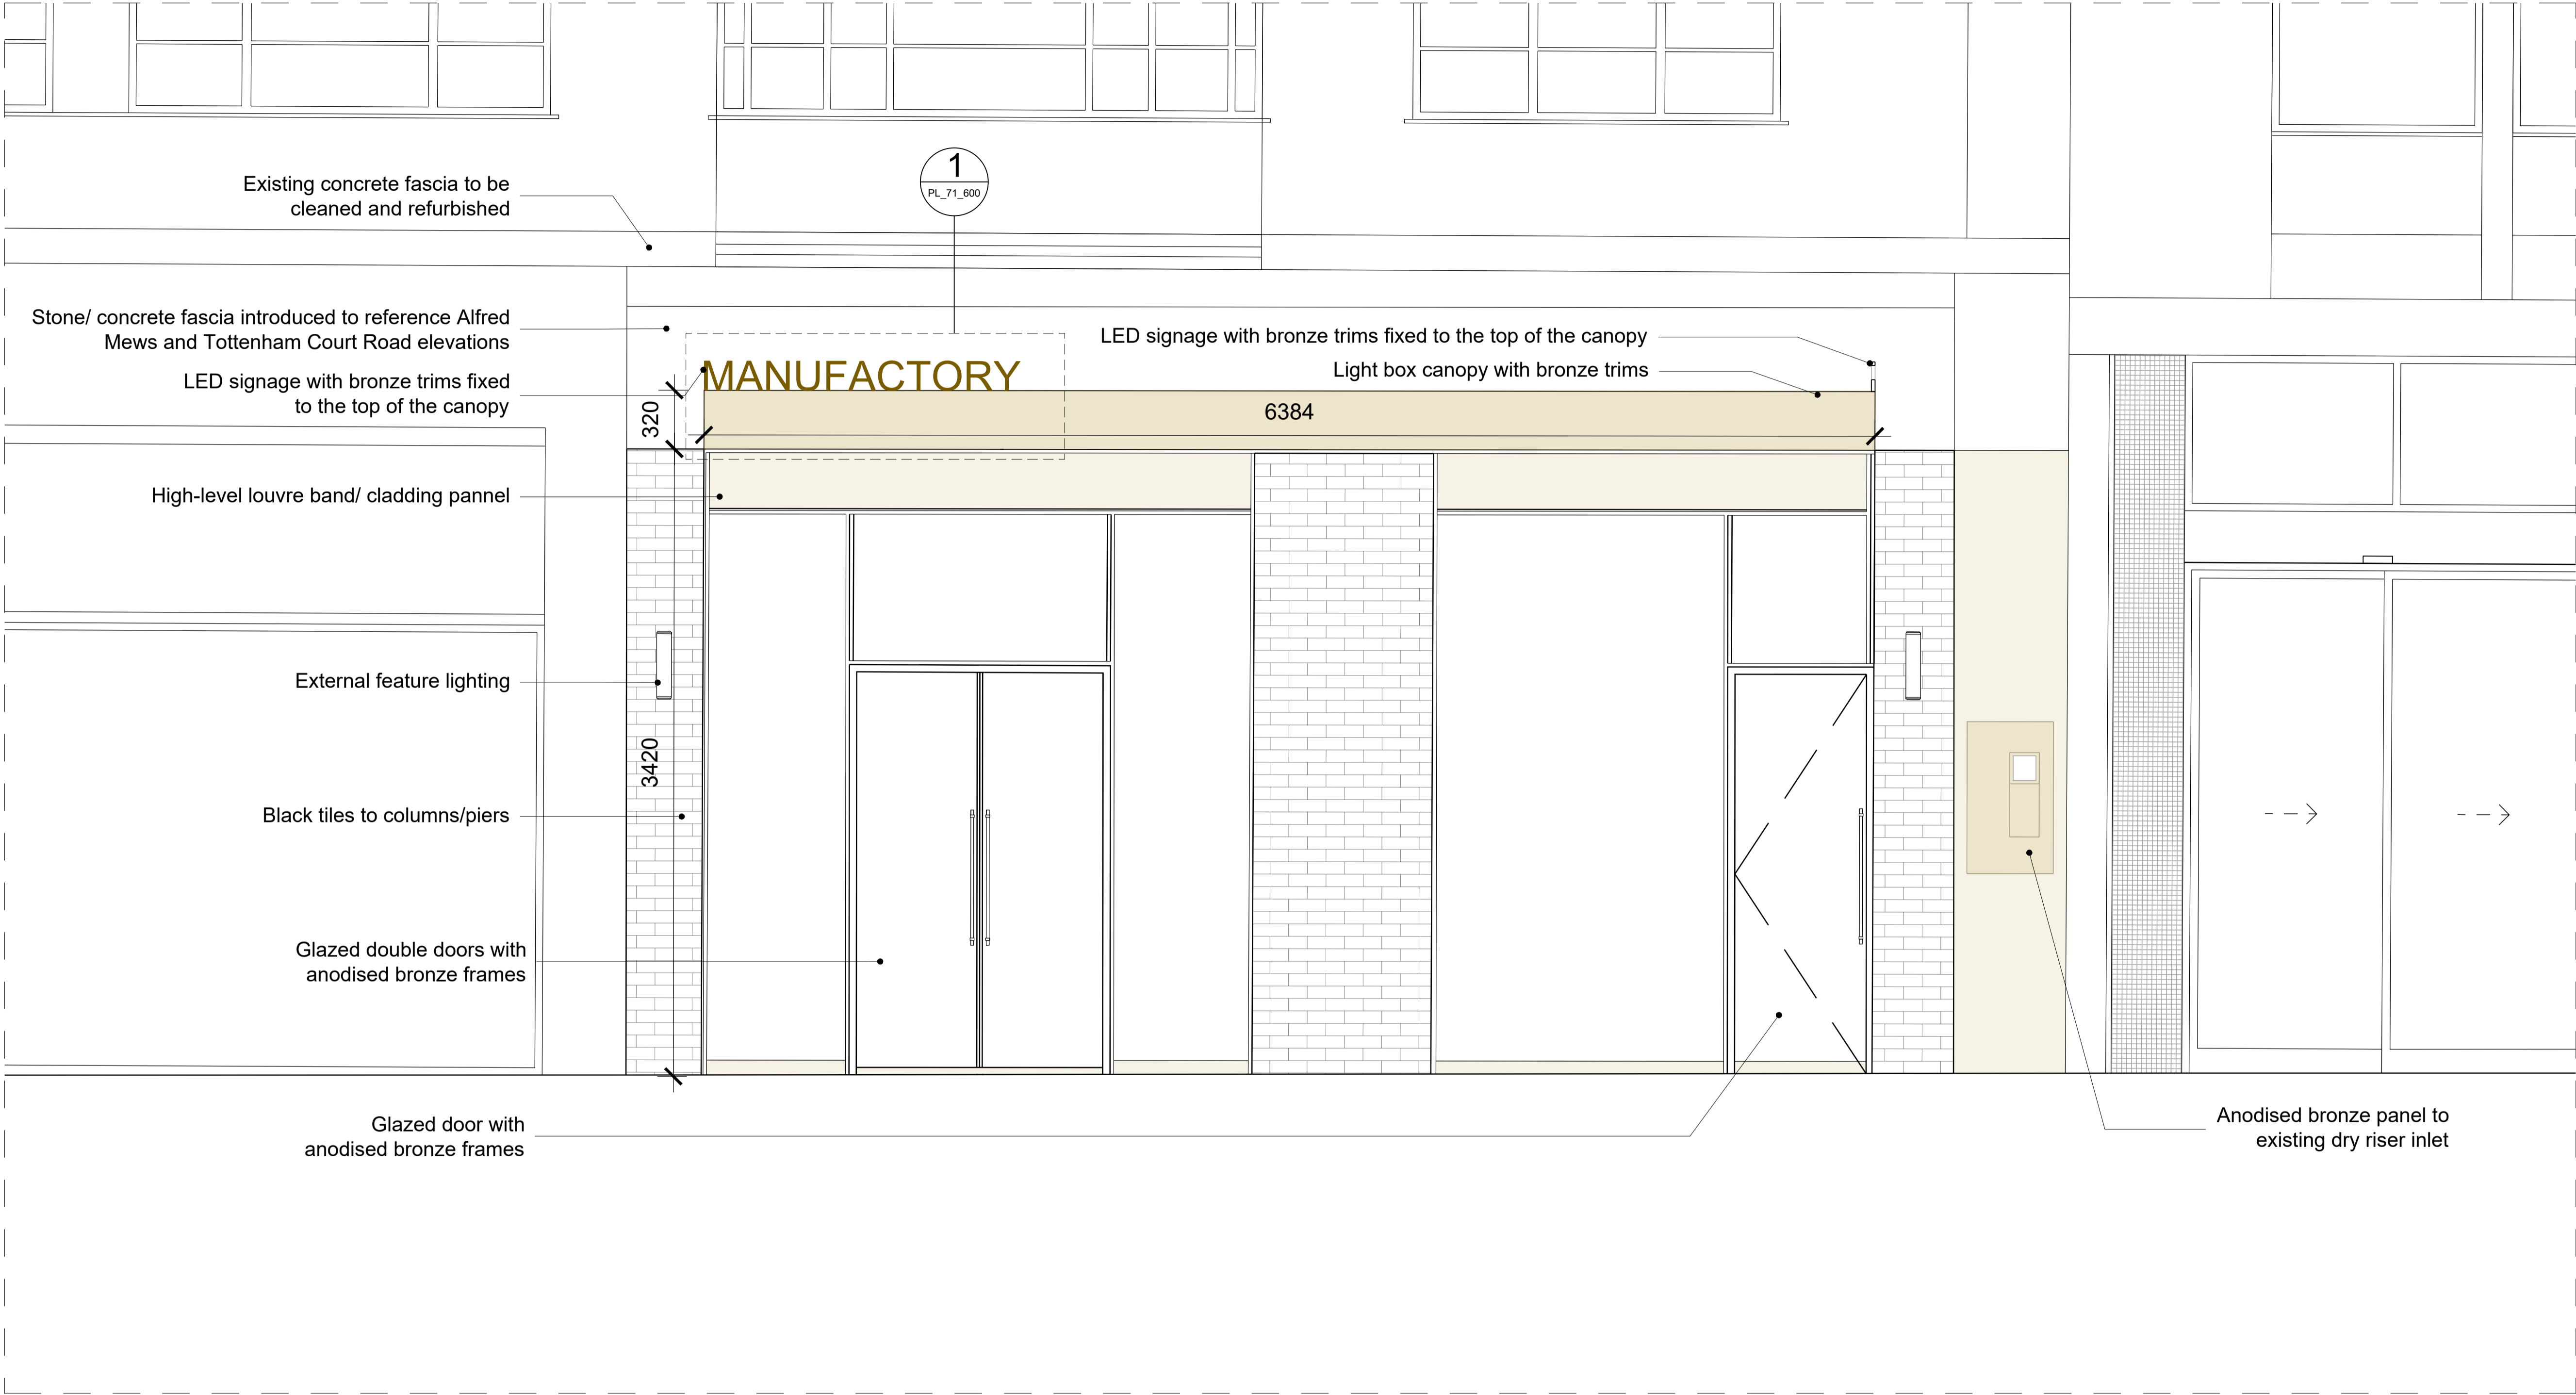 1
PL_71_600
Existing concrete fascia to be
cleaned and refurbished
Stone/ concrete fascia introduced to reference Alfred
Mews and Tottenham Court Road elevations
LED signage with bronze trims fixed to the top of the canopy
Light box canopy with bronze trims
MANUFACTORY
LED signage with bronze trims fixed
to the top of the canopy
320
6384
High-level louvre band/ cladding pannel
External feature lighting
3420
Black tiles to columns/piers
Glazed double doors with
anodised bronze frames
Glazed door with
anodised bronze frames
Anodised bronze panel to
existing dry riser inlet